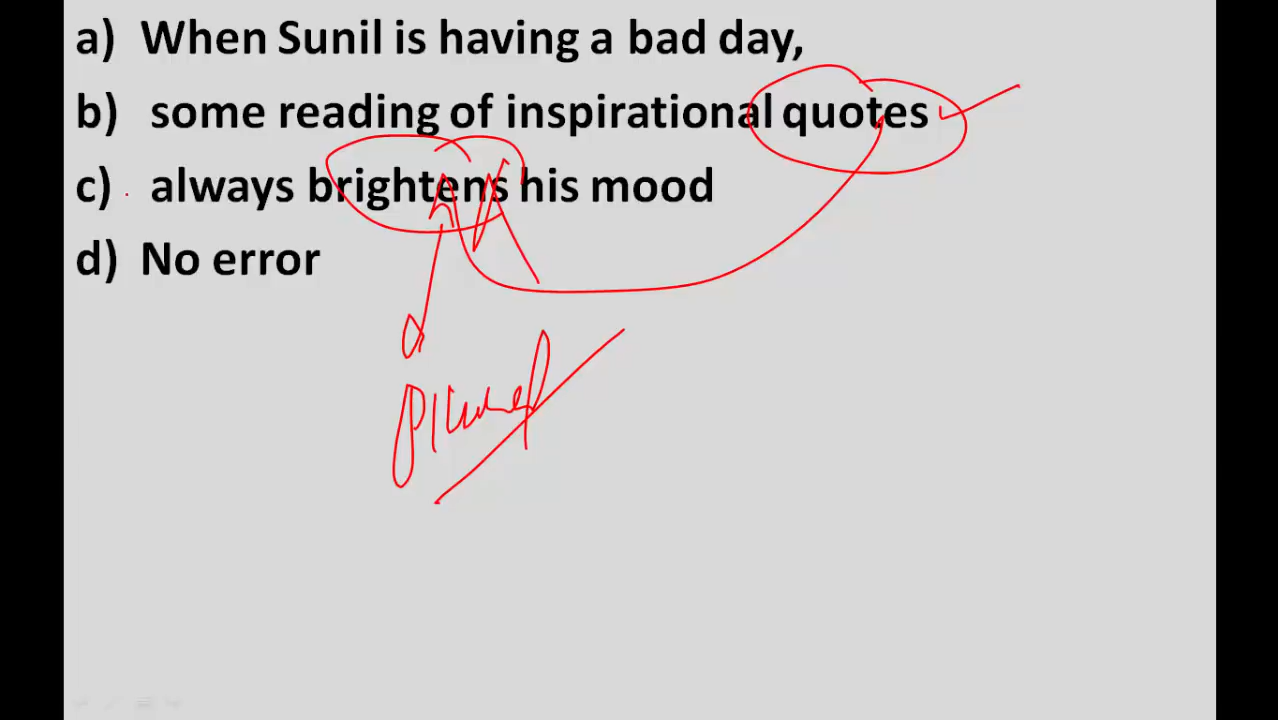 a) When Sunil is having a bad day,
b) some reading of inspirational quotes
c) always brightens his mood
d) No error